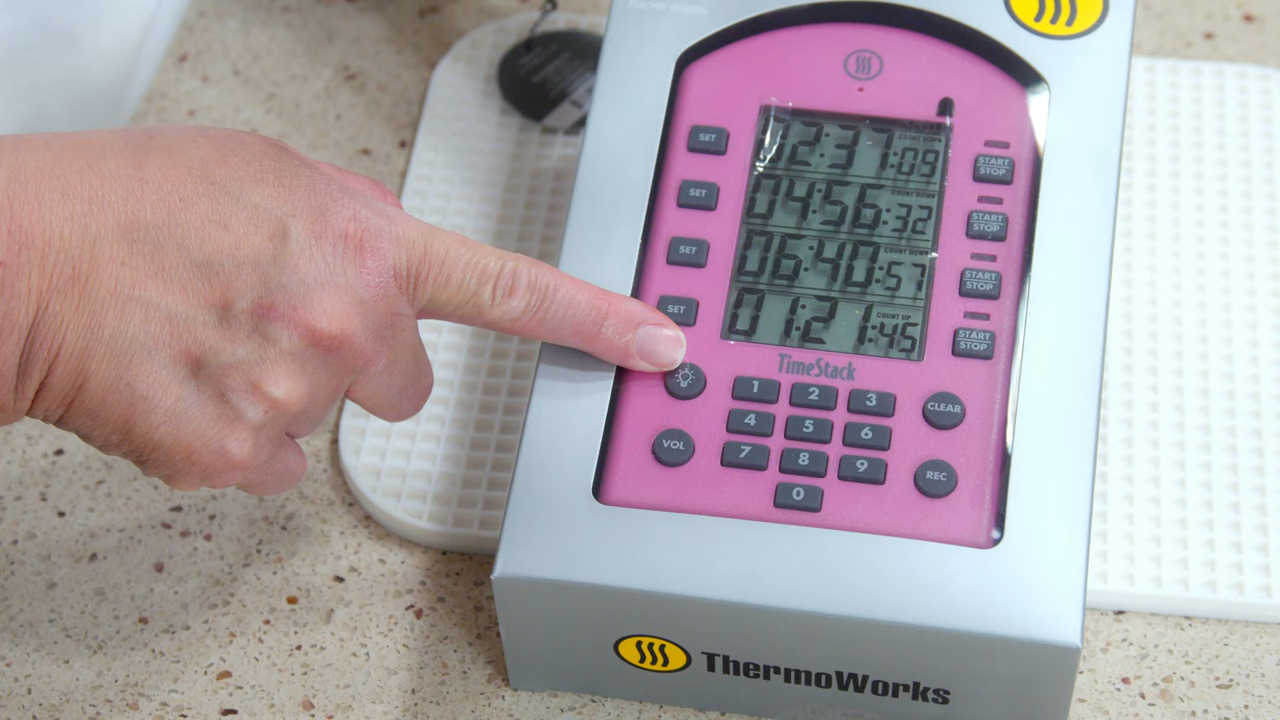 Backlit display
SET 02:37:09 COUNT DOWN START STOP
SET 04:56:32 COUNT DOWN START STOP
SET 06:40:57 COUNT DOWN START STOP
SET 01:21:45 COUNT UP START STOP
TimeStack
1 2 3 CLEAR
4 5 6
VOL 7 8 9 REC
0
ThermoWorks